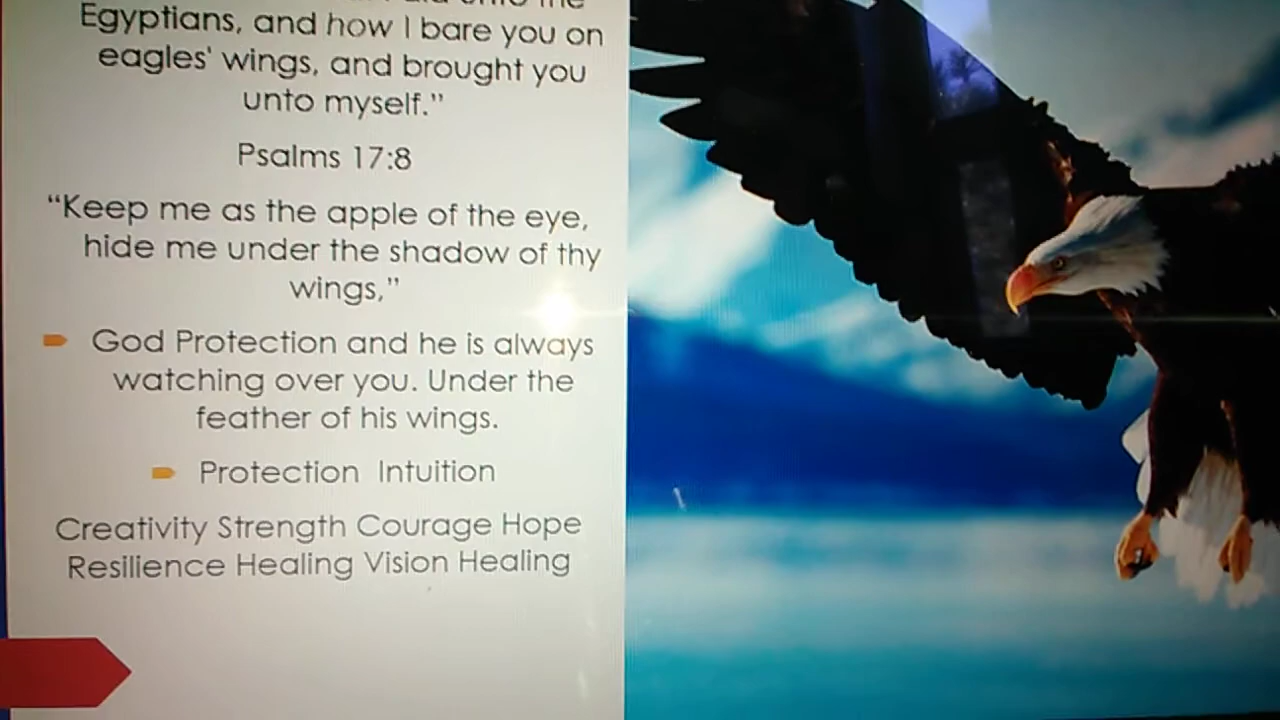 Egyptians, and how I bare you on
eagles' wings, and brought you
unto myself.”
Psalms 17:8
“Keep me as the apple of the eye,
hide me under the shadow of thy
wings,”
God Protection and he is always
watching over you. Under the
feather of his wings.
Protection Intuition
Creativity Strength Courage Hope
Resilience Healing Vision Healing